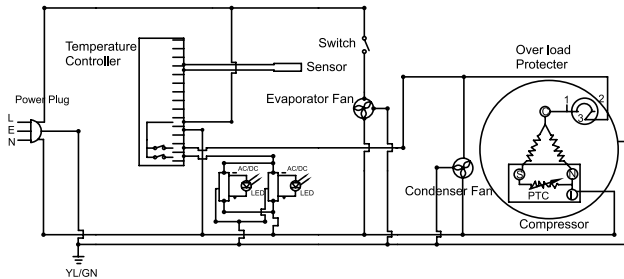 Temperature
Controller
Switch
Sensor
Over load
Protecter
Power Plug
Evaporator Fan
L
E
N
1
2
3
C
S
N
PTC
L
AC/DC
AC/DC
LED
LED
Condenser Fan
Compressor
YL/GN